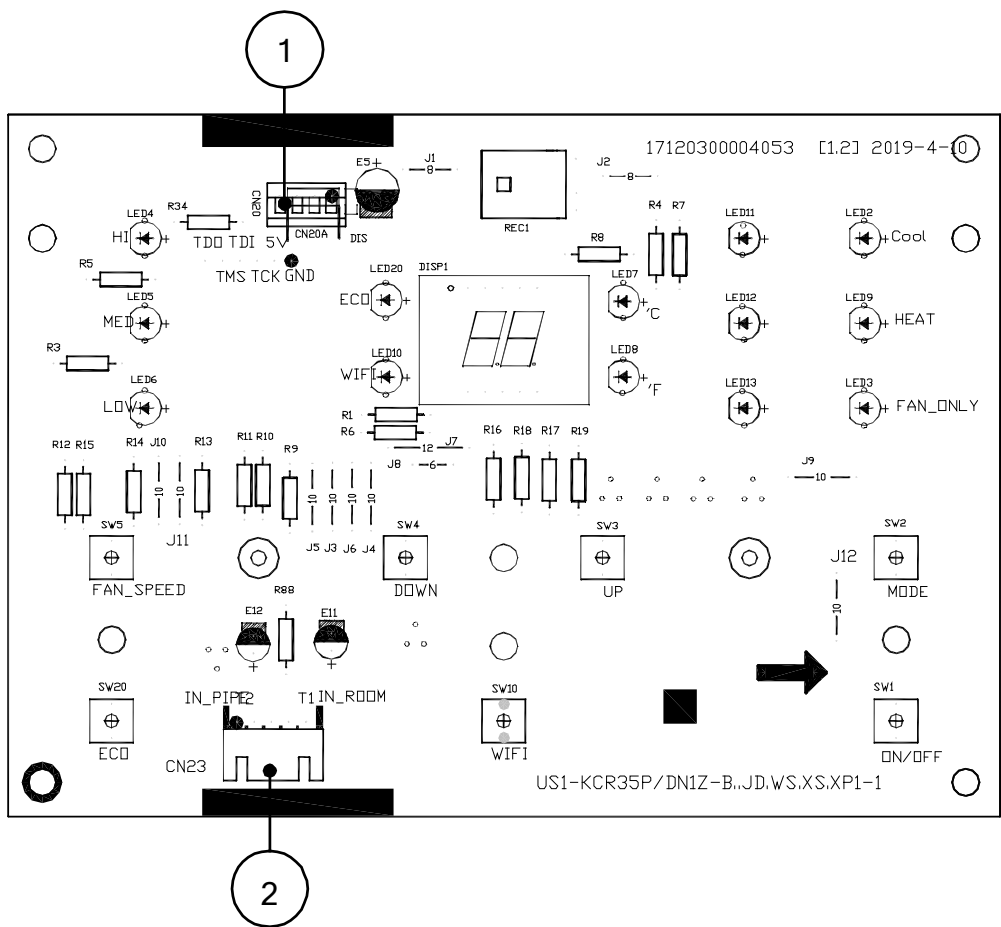 1
17120300004053 [1.2] 2019-4-10
E5+
J1
8
J2
8
CN20
CN20A
DIS
REC1
LED4
HI
+
R34
TDO TDI 5V
TMS TCK GND
R4
R7
R8
LED11
+
LED2
+
Cool
R5
LED20
ECO
+
DISP1
LED7
+
'C
LED5
MED
+
LED12
+
LED9
+
HEAT
R3
LED10
WIFI
+
LED8
+
'F
LED6
LOW
+
LED13
+
LED3
+
FAN_ONLY
R1
R6
12
J7
J8
6
R12
R15
R14
J10
R13
R11
R10
R9
R16
R18
R17
R19
J9
10
10
10
10
10
10
10
SW5
J11
J5
J3
J6
J4
SW4
SW3
SW2
FAN_SPEED
DOWN
UP
MODE
J12
10
E12
R88
E11
+
+
IN_PIPE
T2
T1
IN_ROOM
SW20
ECO
SW10
WIFI
SW1
ON/OFF
CN23
US1-KCR35P/DN1Z-B..JD.WS.XS.XP1-1
2